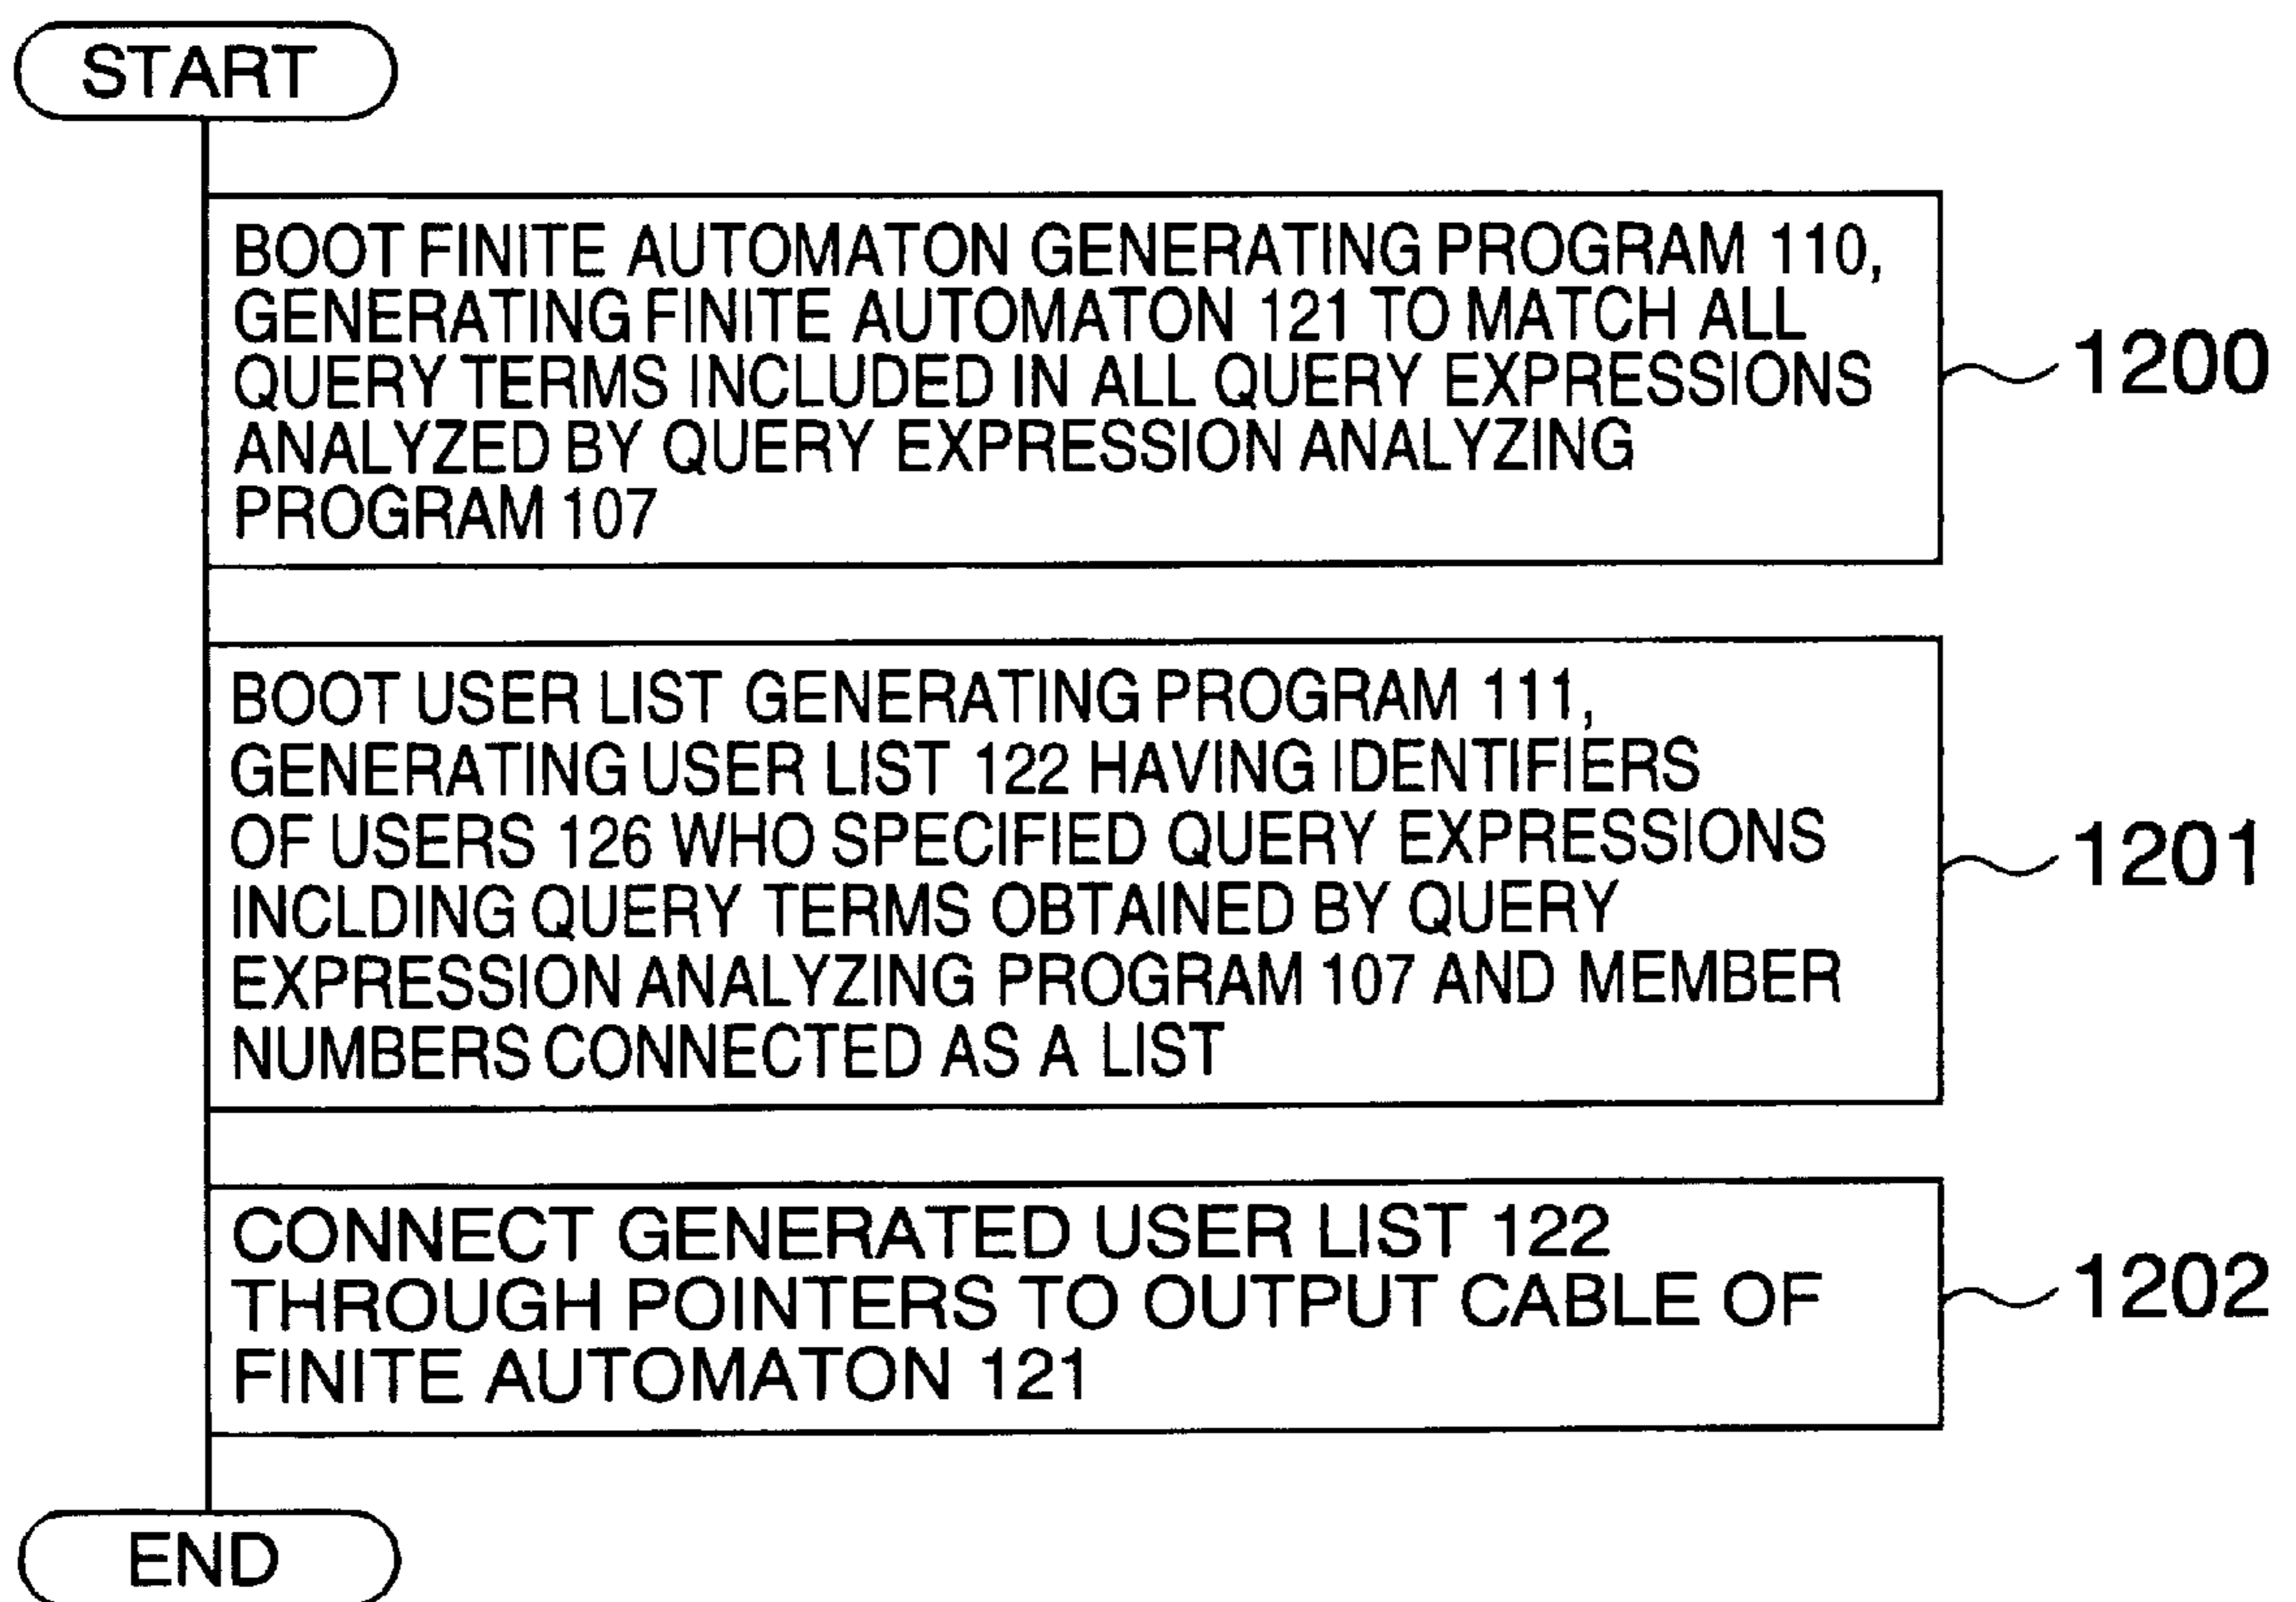 START
BOOT FINITE AUTOMATON GENERATING PROGRAM 110,
GENERATING FINITE AUTOMATON 121 TO MATCH ALL
QUERY TERMS INCLUDED IN ALL QUERY EXPRESSIONS
ANALYZED BY QUERY EXPRESSION ANALYZING
PROGRAM 107
1200
BOOT USER LIST GENERATING PROGRAM 111,
GENERATING USER LIST 122 HAVING IDENTIFIERS
OF USERS 126 WHO SPECIFIED QUERY EXPRESSIONS
INCLDING QUERY TERMS OBTAINED BY QUERY
EXPRESSION ANALYZING PROGRAM 107 AND MEMBER
NUMBERS CONNECTED AS A LIST
1201
CONNECT GENERATED USER LIST 122
THROUGH POINTERS TO OUTPUT CABLE OF
FINITE AUTOMATON 121
1202
END